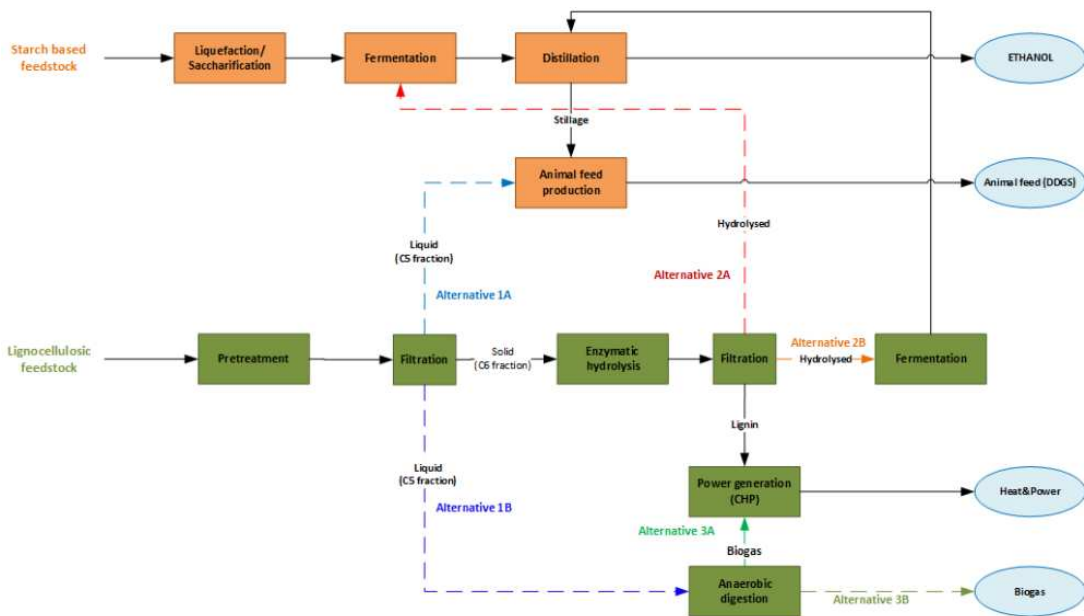 Starch based
feedstock
Liquefaction/
Saccharification
Fermentation
Distillation
ETHANOL
Stillage
Animal feed
production
Animal feed (DDGS)
Hydrolysed
Liquid
(C5 fraction)
Alternative 2A
Alternative 1A
Lignocellulosic
feedstock
Pretreatment
Filtration
Solid
(C6 fraction)
Enzymatic
hydrolysis
Filtration
Alternative 2B
Hydrolysed
Fermentation
Lignin
Liquid
(C5 fraction)
Power generation
(CHP)
Heat&Power
Alternative 1B
Alternative 3A
Biogas
Anaerobic
digestion
Alternative 3B
Biogas